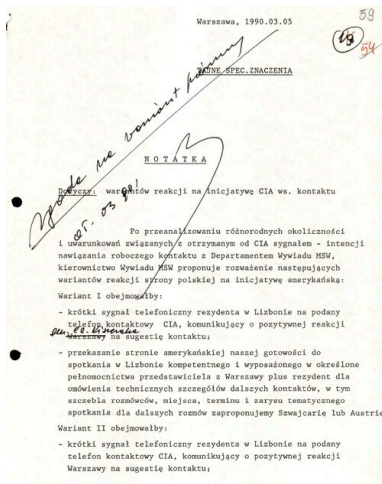 59
Warszawa, 1990.03.05
54
TAJNE SPEC.ZNACZENIA
Zgoda na wariant
N O T A T K A
05. 03 90r
Dotyczy: wariantów reakcji na inicjatywę CIA ws. kontaktu
Po przeanalizowaniu różnorodnych okoliczności
i uwarunkowań związanych z otrzymanym od CIA sygnałem - intencji
nawiązania roboczego kontaktu z Departamentem Wywiadu MSW,
kierownictwo Wywiadu MSW proponuje rozważenie następujących
wariantów reakcji strony polskiej na inicjatywę amerykańską:
Wariant I obejmowałby:
- krótki sygnał telefoniczny rezydenta w Lizbonie na podany
telefon kontaktowy CIA, komunikujący o pozytywnej reakcji
Warszawy na sugestię kontaktu;
- przekazanie stronie amerykańskiej naszej gotowości do
spotkania w Lizbonie kompetentnego i wyposażonego w określone
pełnomocnictwa przedstawiciela z Warszawy plus rezydent dla
omówienia technicznych szczegółów dalszych kontaktów, w tym
szczebla rozmówców, miejsca, terminu i zarysu tematycznego
spotkania dla dalszych rozmów zaproponujemy Szwajcarię lub Austrię
Wariant II obejmowałby:
- krótki sygnał telefoniczny rezydenta w Lizbonie na podany
telefon kontaktowy CIA, komunikujący o pozytywnej reakcji
Warszawy na sugestię kontaktu;